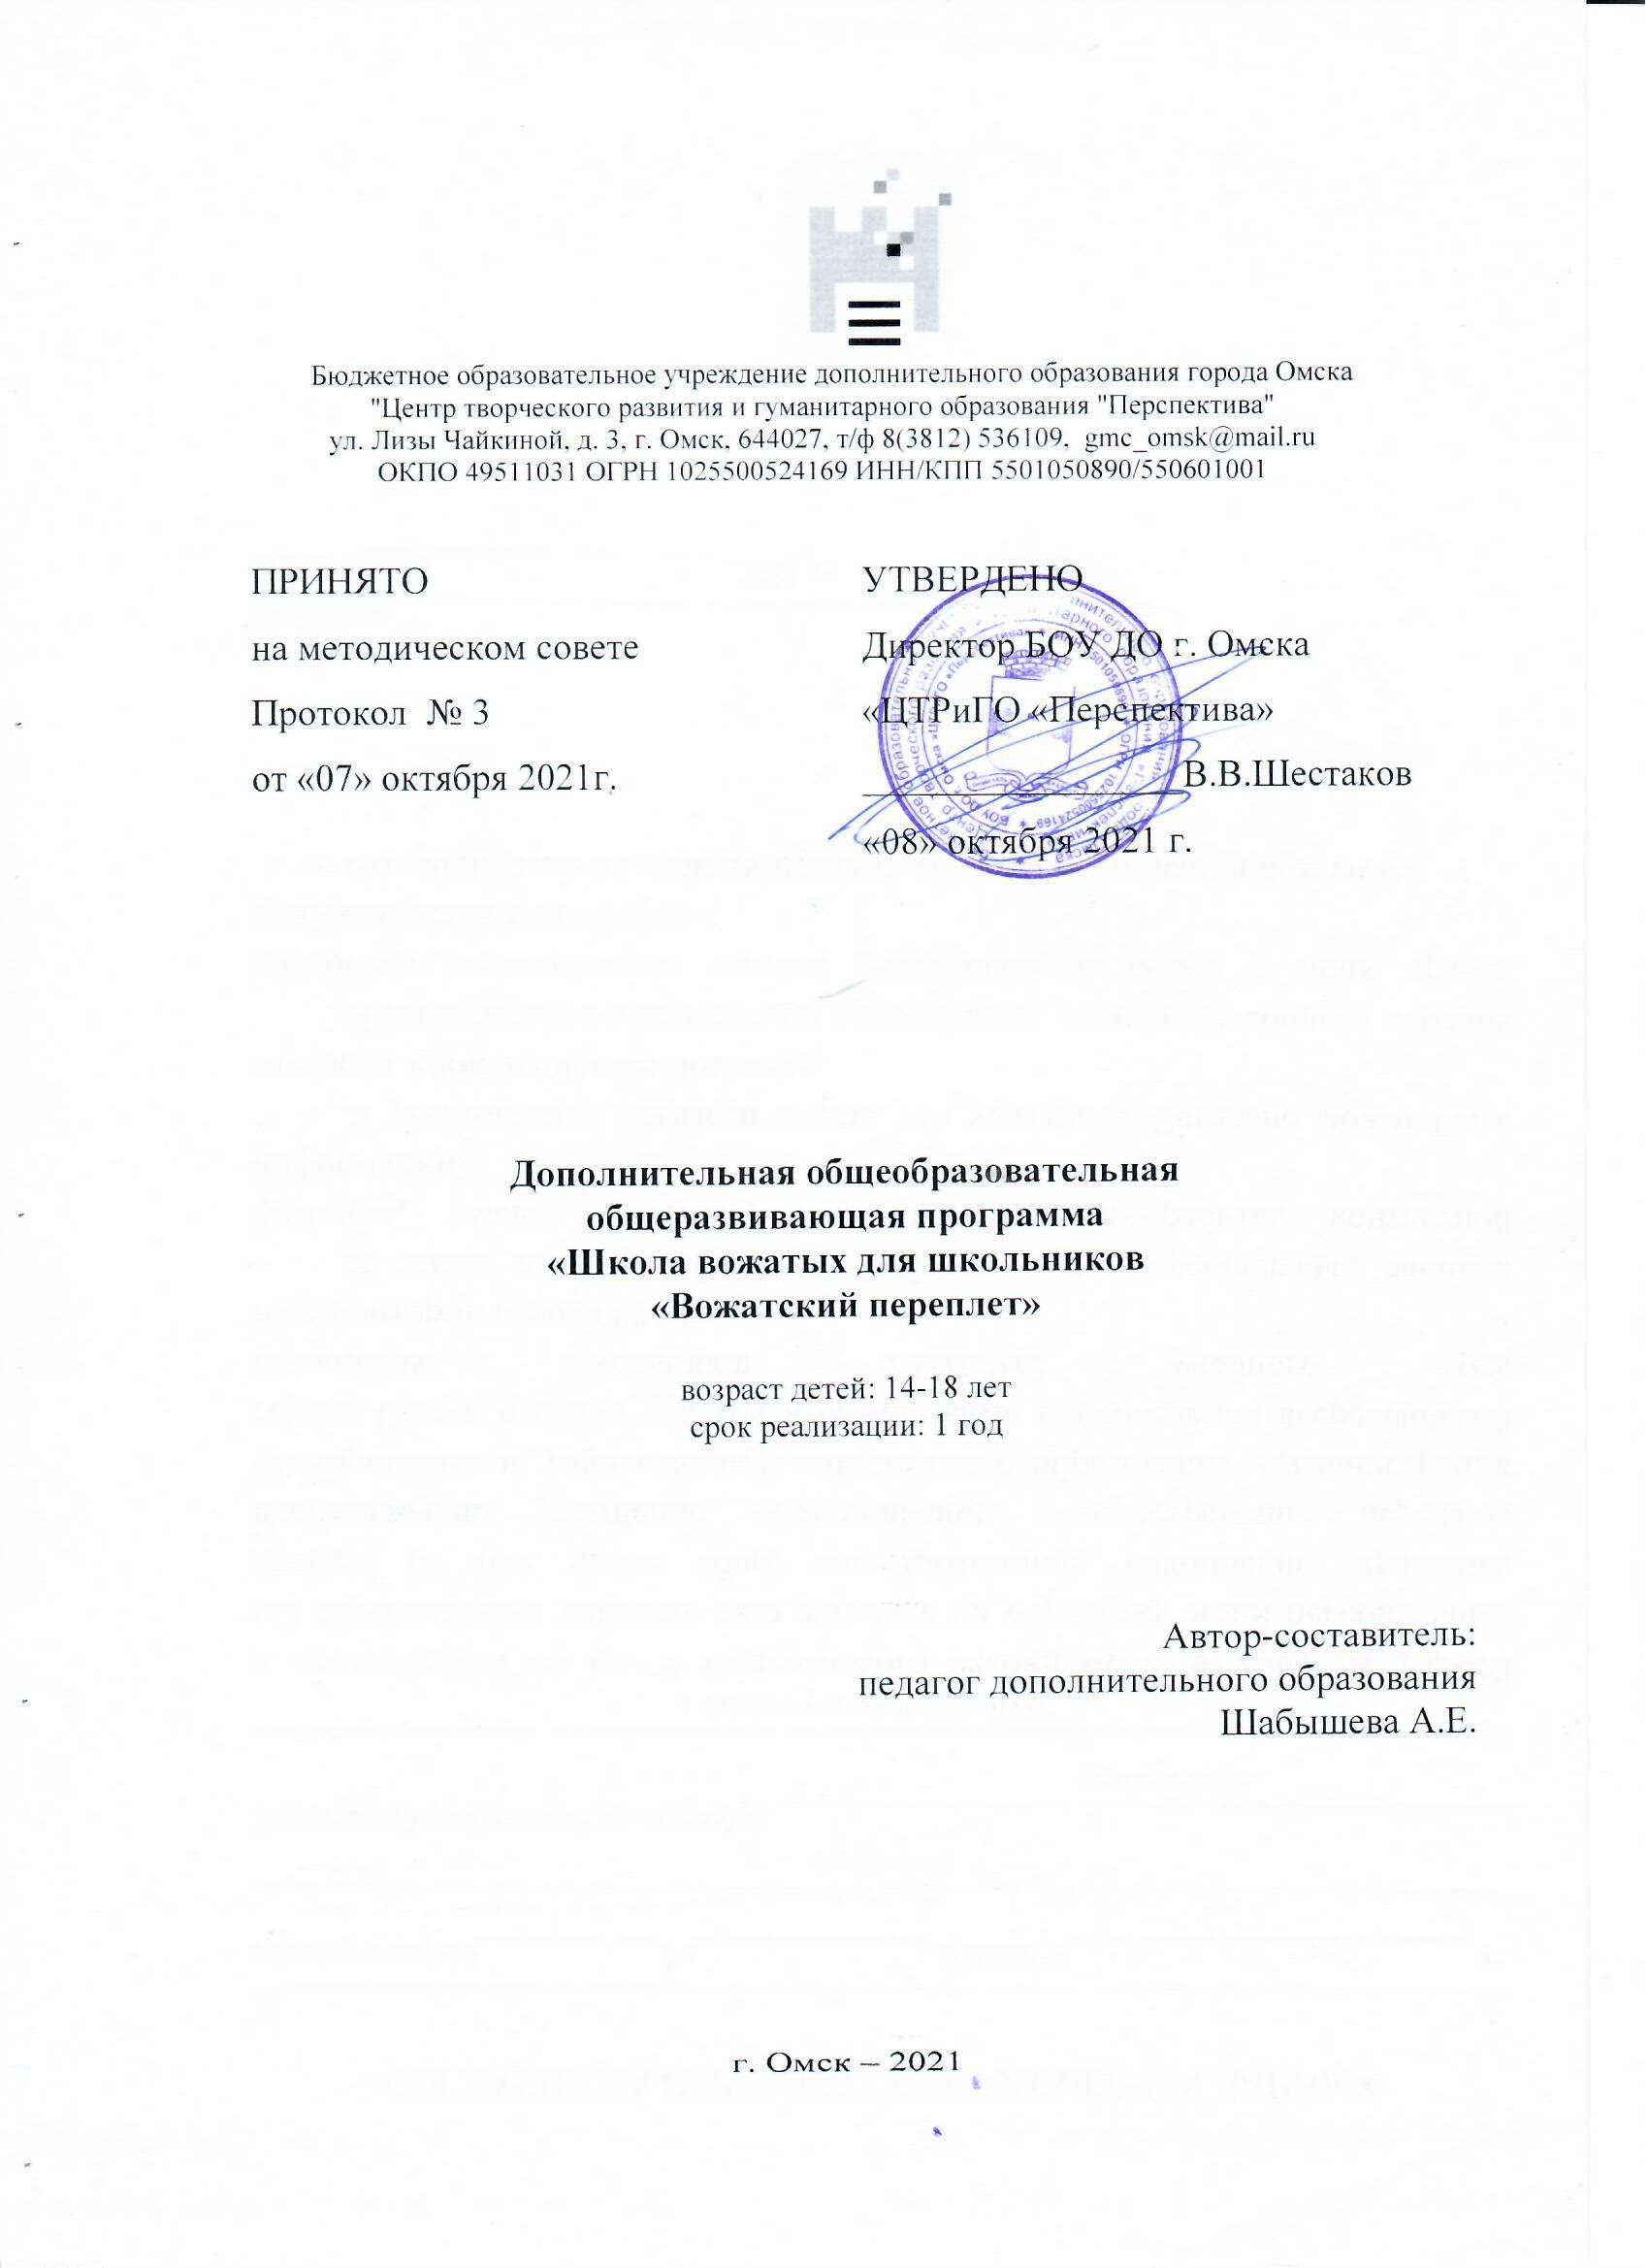 Бюджетное образовательное учреждение дополнительного образования города Омска
"Центр творческого развития и гуманитарного образования "Перспектива"
ул. Лизы Чайкиной, д. 3, г. Омск, 644027, т/ф 8(3812) 536109,  gmc_omsk@mail.ru
ОКПО 49511031 ОГРН 1025500524169 ИНН/КПП 5501050890/550601001
ПРИНЯТО
на методическом совете
Протокол  № 3
от «07» октября 2021г.
УТВЕРДЕНО
Директор БОУ ДО г. Омска
«ЦТРиГО «Перспектива»
_________________В.В.Шестаков
«08» октября 2021 г.
Дополнительная общеобразовательная
общеразвивающая программа
«Школа вожатых для школьников
«Вожатский переплет»
возраст детей: 14-18 лет
срок реализации: 1 год
Автор-составитель:
педагог дополнительного образования
Шабышева А.Е.
г. Омск – 2021